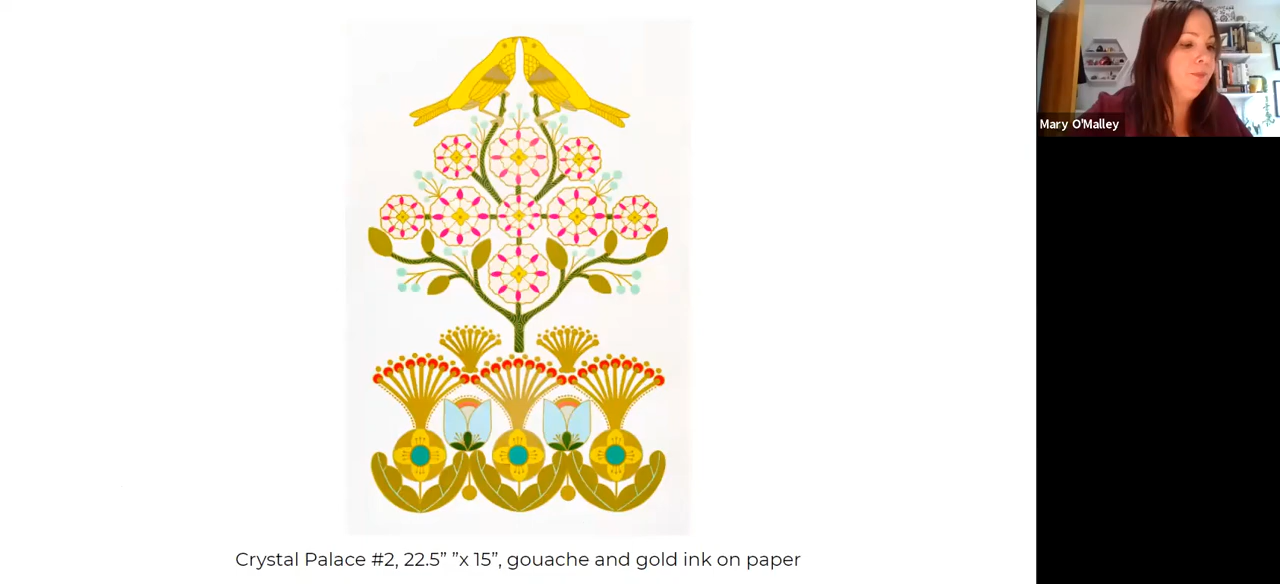 Mary O'Malley
Crystal Palace #2, 22.5” ”x 15”, gouache and gold ink on paper